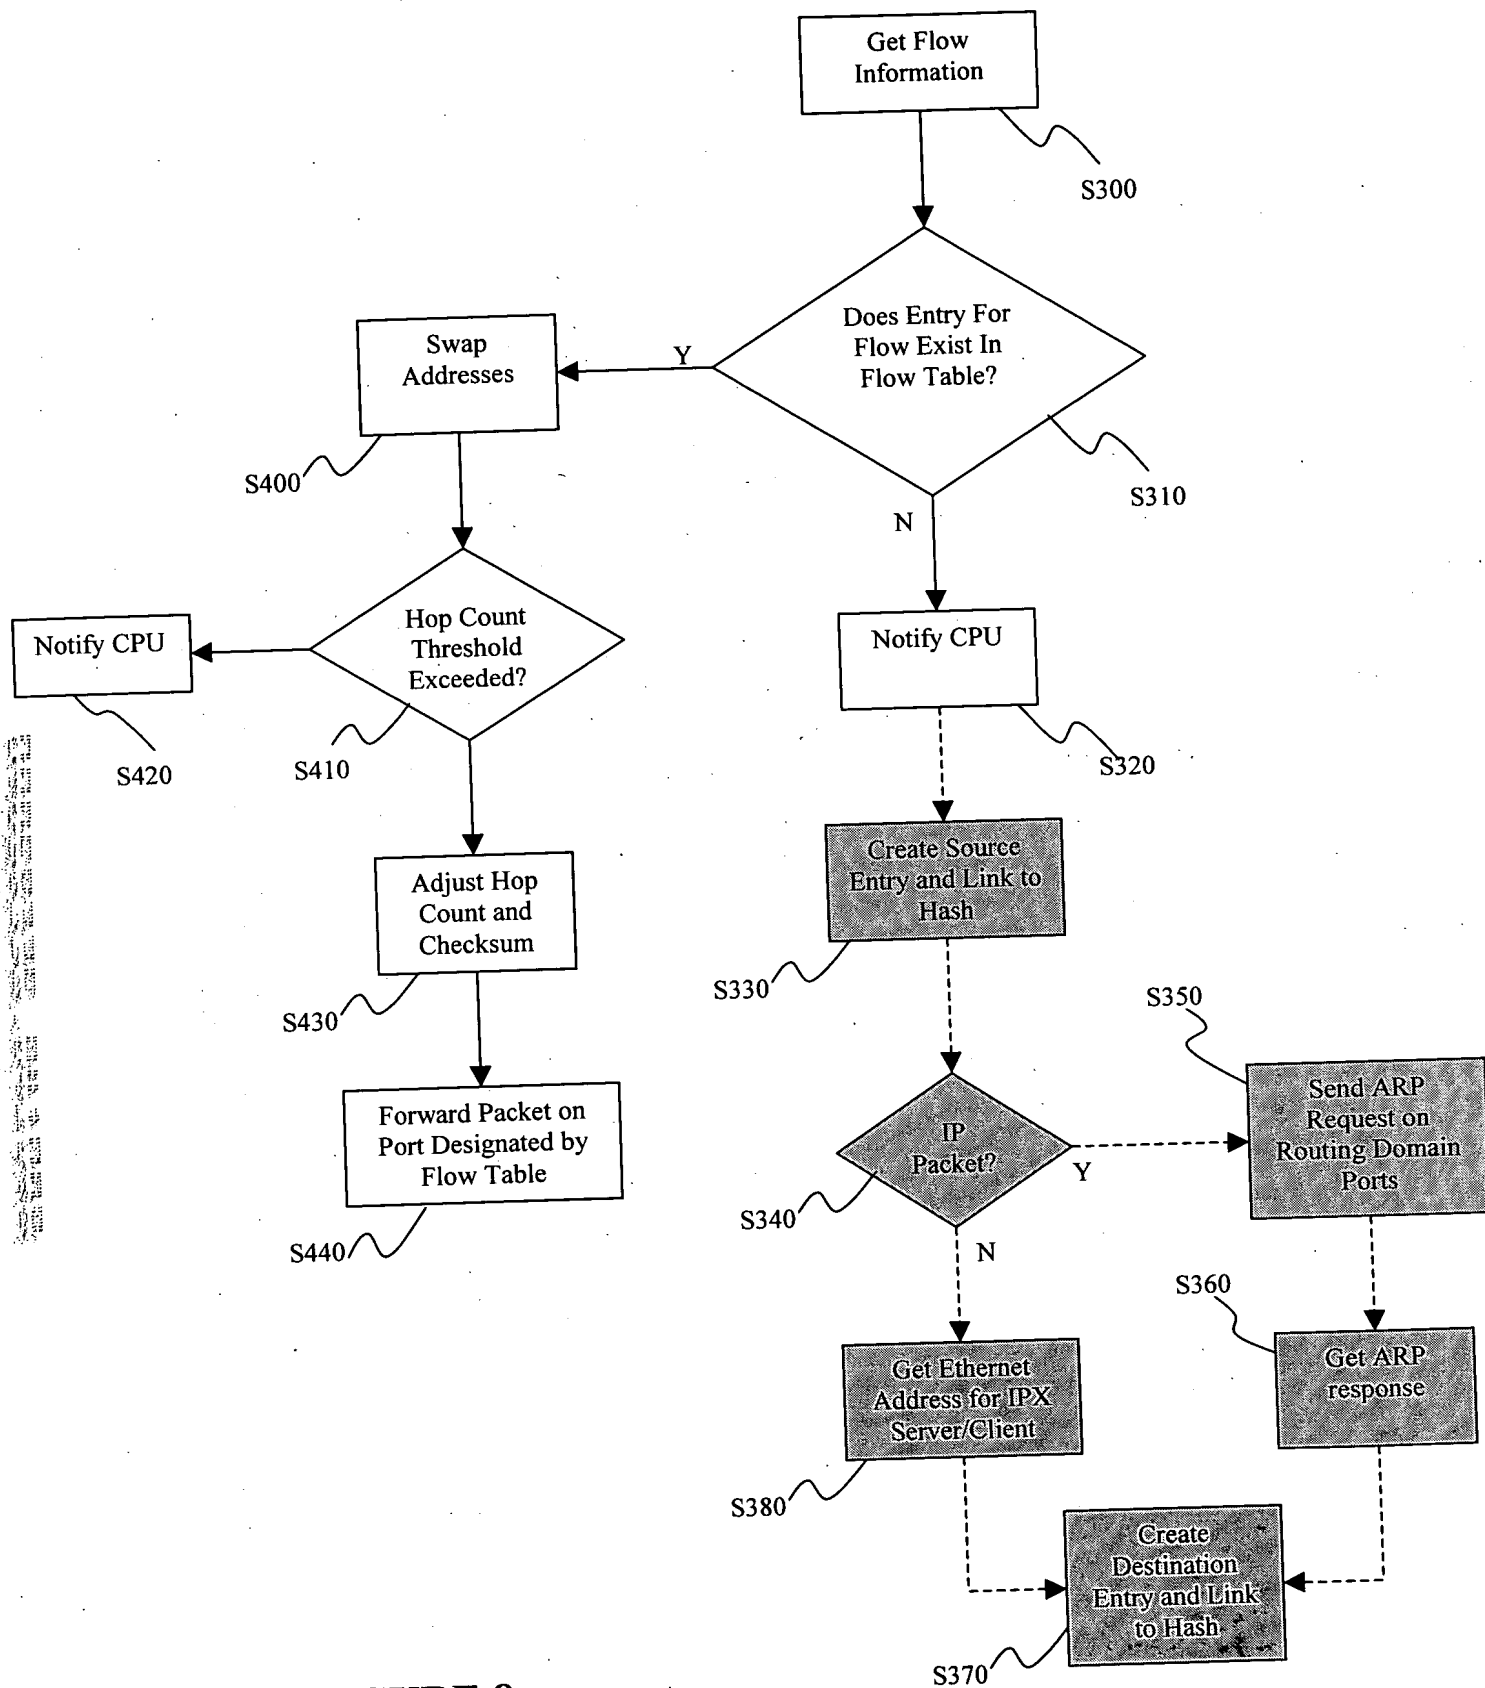 Get Flow
Information
S300
Does Entry For
Flow Exist In
Flow Table?
Y
N
S310
Swap
Addresses
S400
Hop Count
Threshold
Exceeded?
S410
Notify CPU
S420
Notify CPU
S320
Adjust Hop
Count and
Checksum
S430
Forward Packet on
Port Designated by
Flow Table
S440
Create Source
Entry and Link to
Hash
S330
IP
Packet?
Y
N
S340
S350
Send ARP
Request on
Routing Domain
Ports
S360
Get ARP
response
Get Ethernet
Address for IPX
Server/Client
S380
Create
Destination
Entry and Link
to Hash
S370